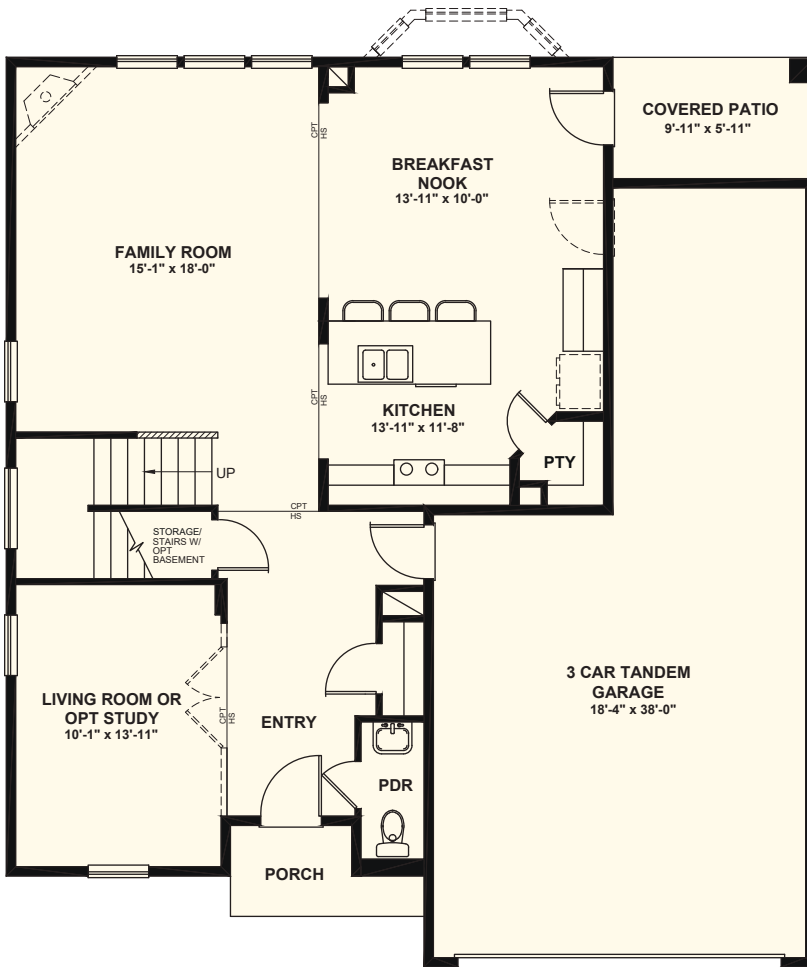 COVERED PATIO
9'-11" x 5'-11"
BREAKFAST
NOOK
13'-11" x 10'-0"
CPT
HS
FAMILY ROOM
15'-1" x 18'-0"
CPT
HS
KITCHEN
13'-11" x 11'-8"
PTY
UP
CPT
HS
STORAGE/
STAIRS W/
OPT
BASEMENT
3 CAR TANDEM
GARAGE
18'-4" x 38'-0"
LIVING ROOM OR
OPT STUDY
10'-1" x 13'-11"
CPT
HS
ENTRY
PDR
PORCH